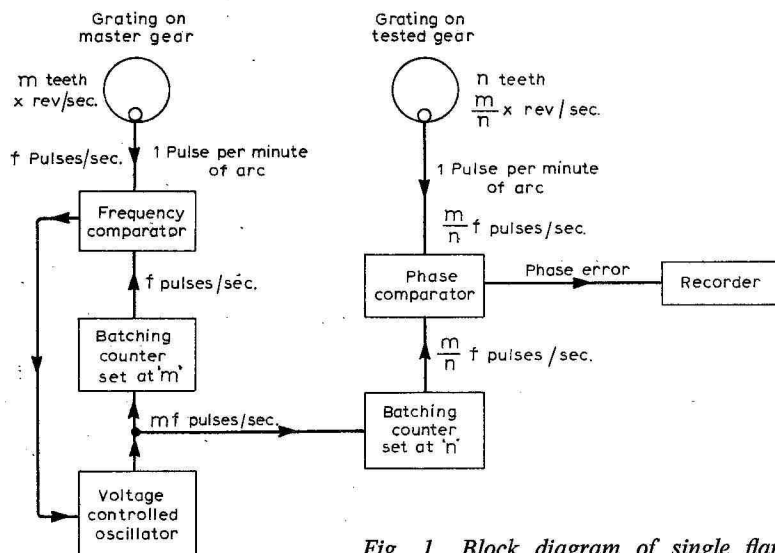 Grating on
master gear
m teeth
x rev/sec.
f Pulses/sec.
1 Pulse per minute
of arc
Frequency
comparator
f pulses/sec.
Batching
counter
set at 'm'
mf pulses/sec.
Voltage
controlled
oscillator
Grating on
tested gear
n teeth
m/n x rev/sec.
1 Pulse per minute
of arc
m/n f pulses/sec.
Phase
comparator
Phase error
Recorder
m/n f pulses/sec.
Batching
counter
set at 'n'
Fig. 1. Block diagram of single flan